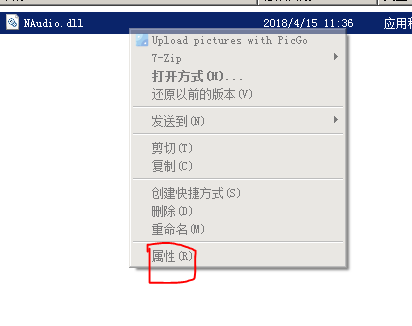 NAudio.dll 2018/4/15 11:36 应用程
Upload pictures with PicGo
7-Zip
打开方式(H)...
还原以前的版本(V)
发送到(N)
剪切(T)
复制(C)
创建快捷方式(S)
删除(D)
重命名(M)
属性(R)